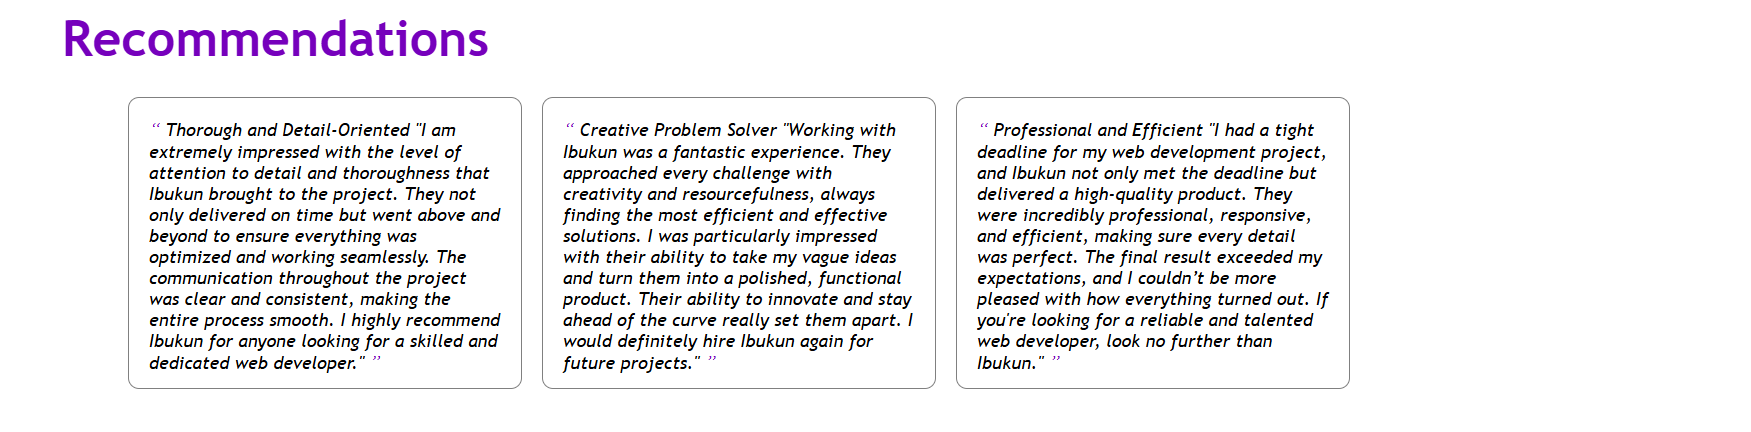 Recommendations
“ Thorough and Detail-Oriented "I am
extremely impressed with the level of
attention to detail and thoroughness that
Ibukun brought to the project. They not
only delivered on time but went above and
beyond to ensure everything was
optimized and working seamlessly. The
communication throughout the project
was clear and consistent, making the
entire process smooth. I highly recommend
Ibukun for anyone looking for a skilled and
dedicated web developer." ”
“ Creative Problem Solver "Working with
Ibukun was a fantastic experience. They
approached every challenge with
creativity and resourcefulness, always
finding the most efficient and effective
solutions. I was particularly impressed
with their ability to take my vague ideas
and turn them into a polished, functional
product. Their ability to innovate and stay
ahead of the curve really set them apart. I
would definitely hire Ibukun again for
future projects." ”
“ Professional and Efficient "I had a tight
deadline for my web development project,
and Ibukun not only met the deadline but
delivered a high-quality product. They
were incredibly professional, responsive,
and efficient, making sure every detail
was perfect. The final result exceeded my
expectations, and I couldn’t be more
pleased with how everything turned out. If
you're looking for a reliable and talented
web developer, look no further than
Ibukun." ”